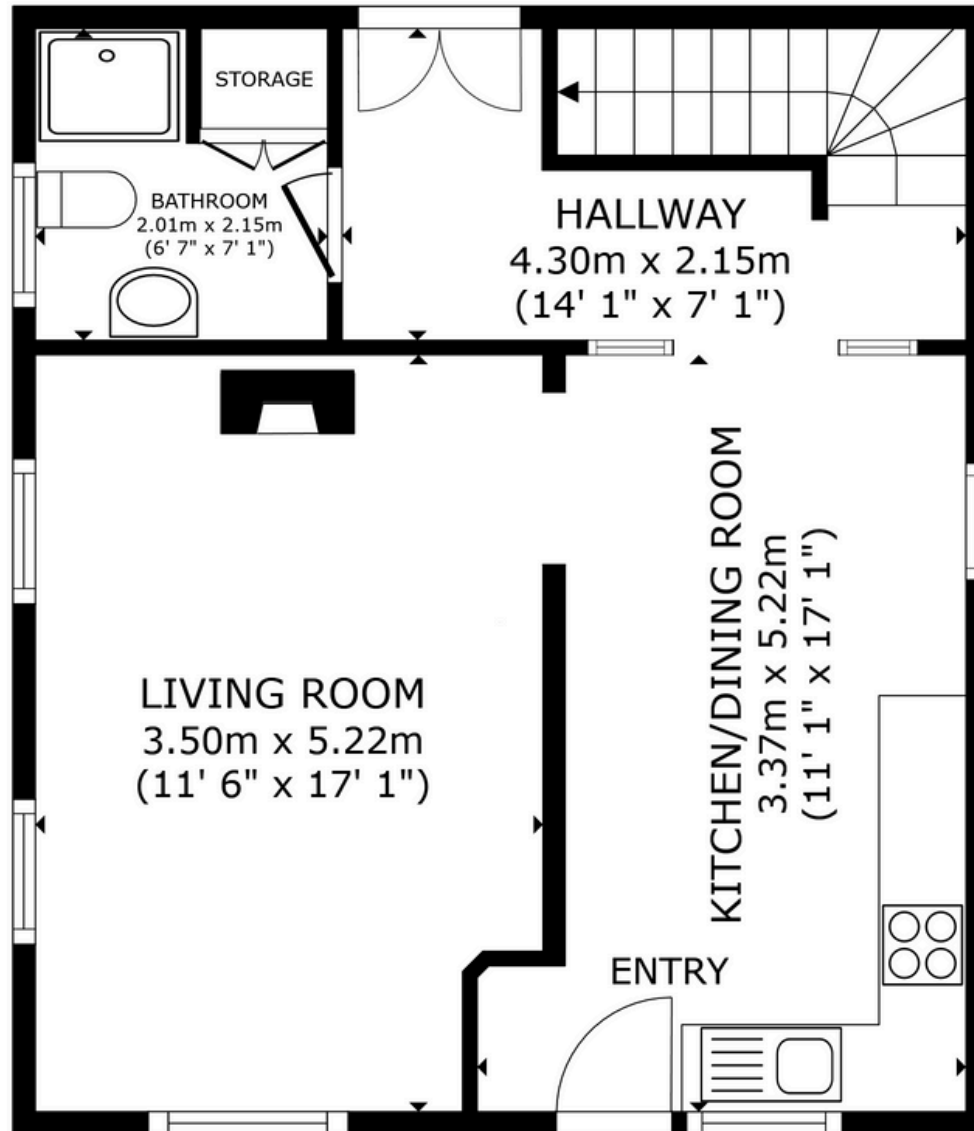 STORAGE
BATHROOM
2.01m x 2.15m
(6' 7" x 7' 1")
HALLWAY
4.30m x 2.15m
(14' 1" x 7' 1")
LIVING ROOM
3.50m x 5.22m
(11' 6" x 17' 1")
KITCHEN/DINING ROOM
3.37m x 5.22m
(11' 1" x 17' 1")
ENTRY